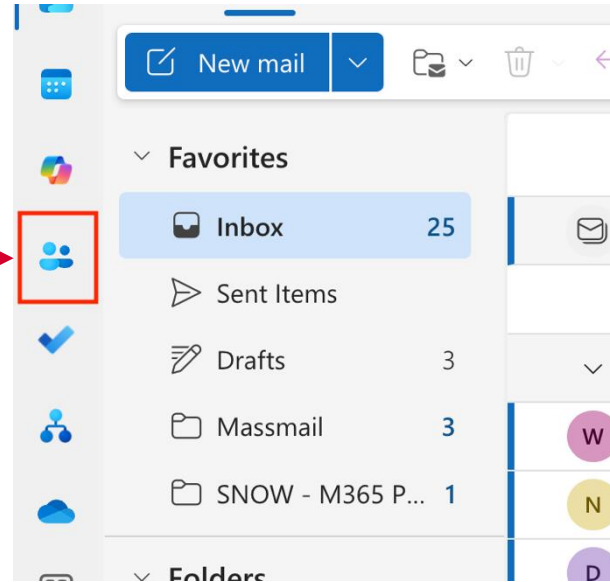 New mail
Favorites
Inbox 25
Sent Items
Drafts 3
Massmail 3
SNOW - M365 P... 1
Folders
W
N
D